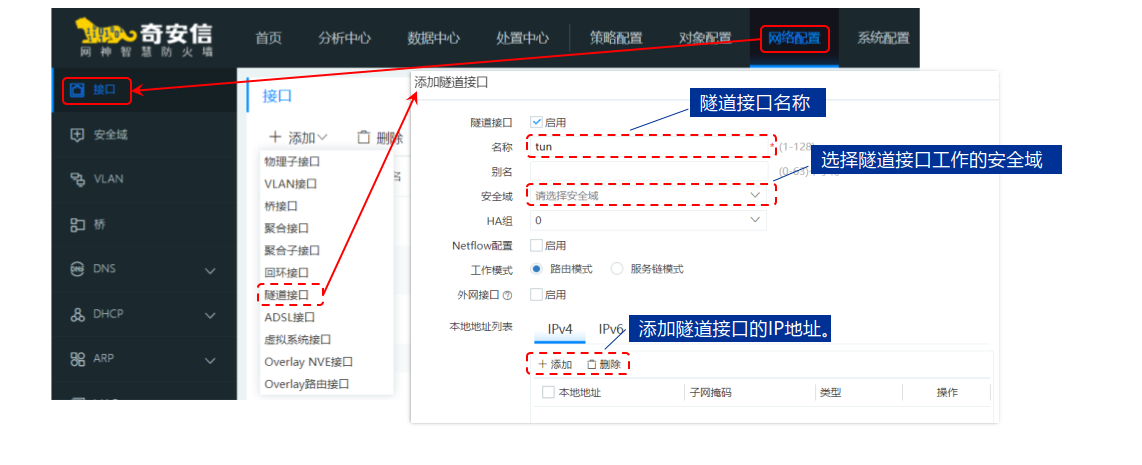 奇安信
网神智慧防火墙
首页 分析中心 数据中心 处置中心 策略配置 对象配置 网络配置 系统配置
接口
安全域
VLAN
桥
DNS
DHCP
ARP
接口
添加 删除
物理子接口
VLAN接口
桥接口
聚合接口
聚合子接口
回环接口
隧道接口
ADSL接口
虚拟系统接口
Overlay NVE接口
Overlay路由接口
添加隧道接口
隧道接口名称
隧道接口 启用
名称 tun * (1-128)
选择隧道接口工作的安全域
别名
安全域 请选择安全域
HA组 0
Netflow配置 启用
工作模式 路由模式 服务链模式
外网接口 启用
本地地址列表 IPv4 IPv6
添加隧道接口的IP地址。
添加 删除
本地地址 子网掩码 类型 操作